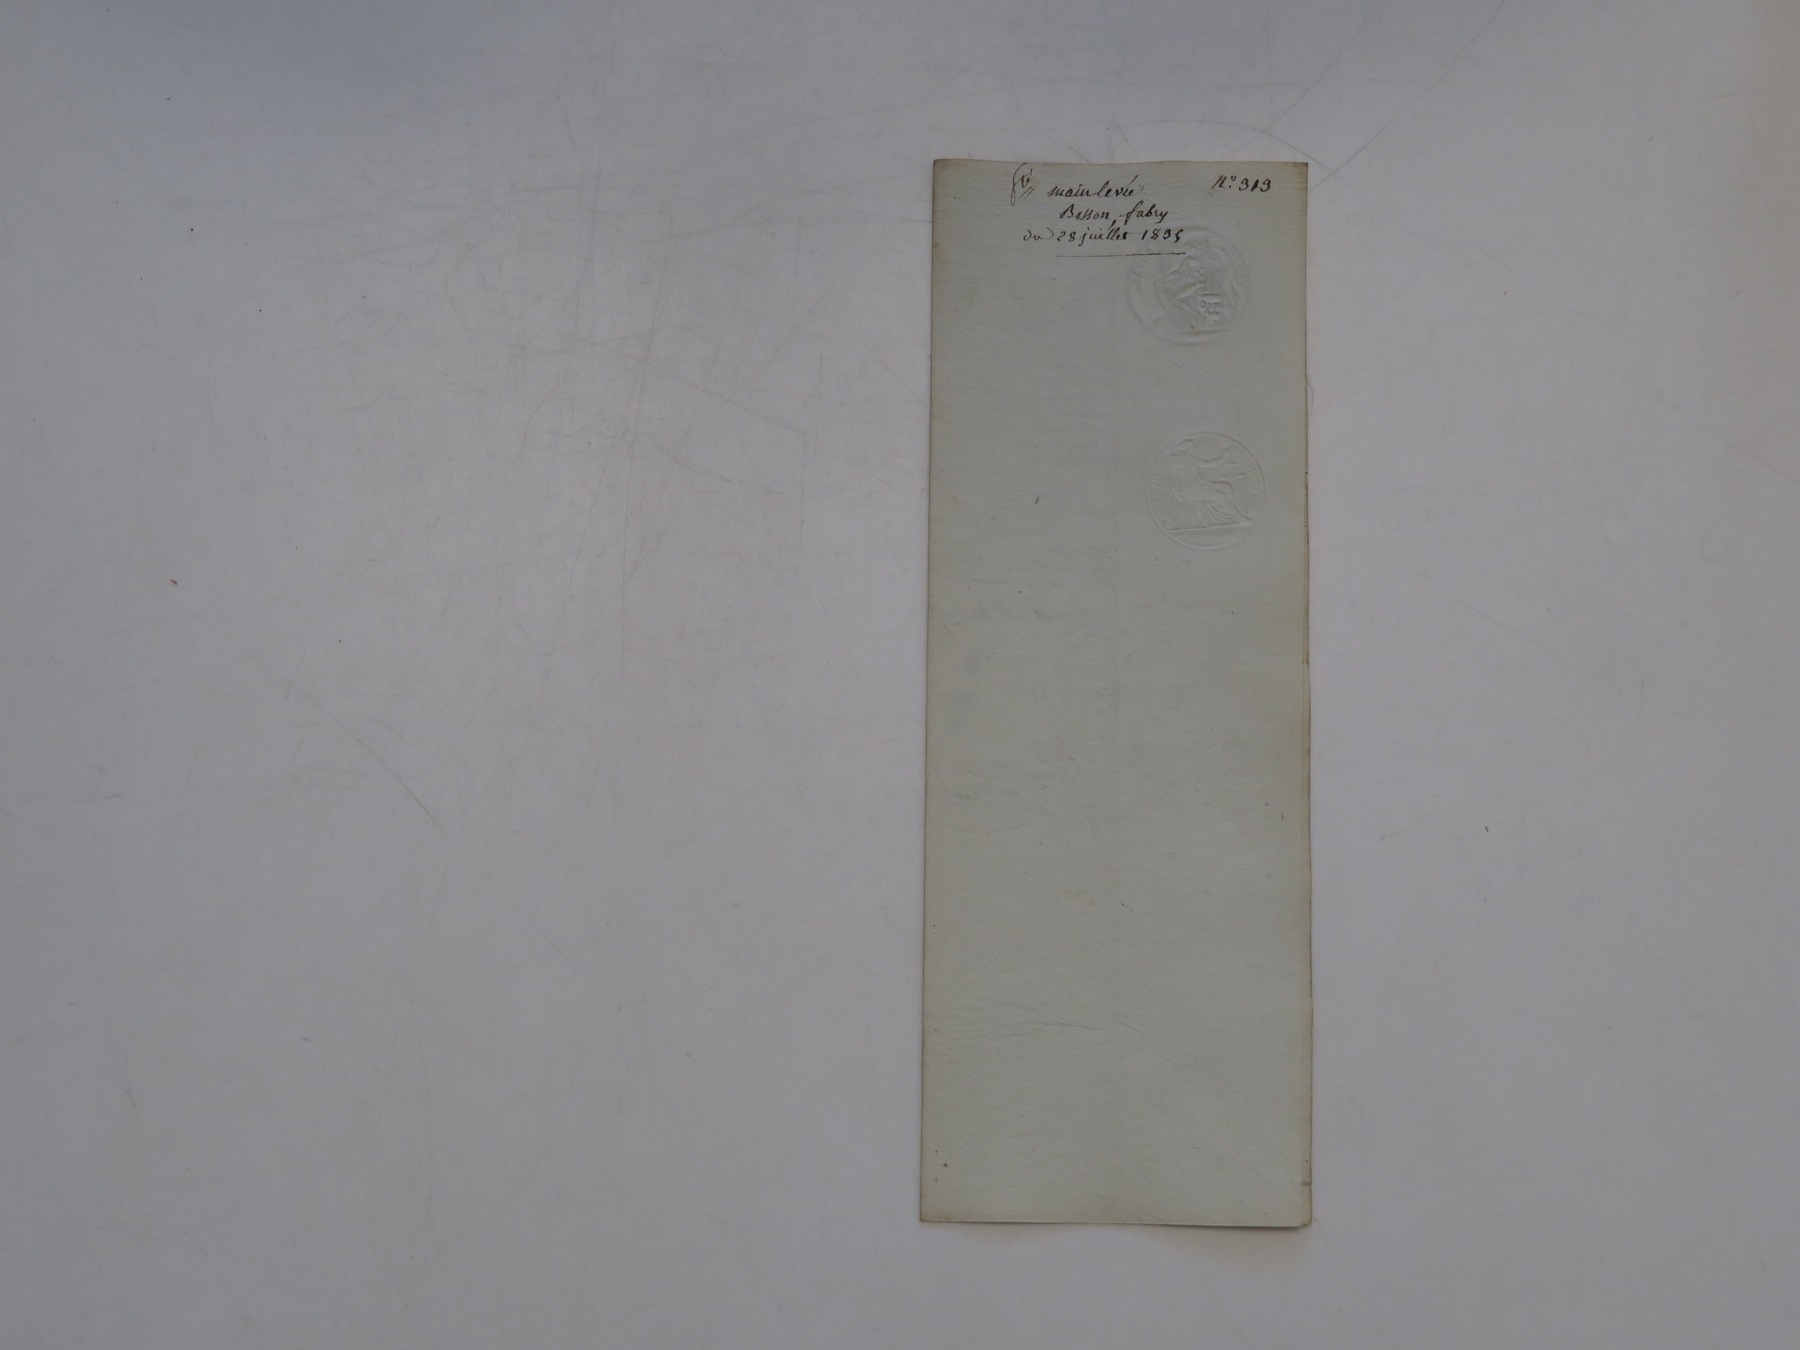 mainlevée N.º 313
Besson, fabry
du 28 juillet 1835